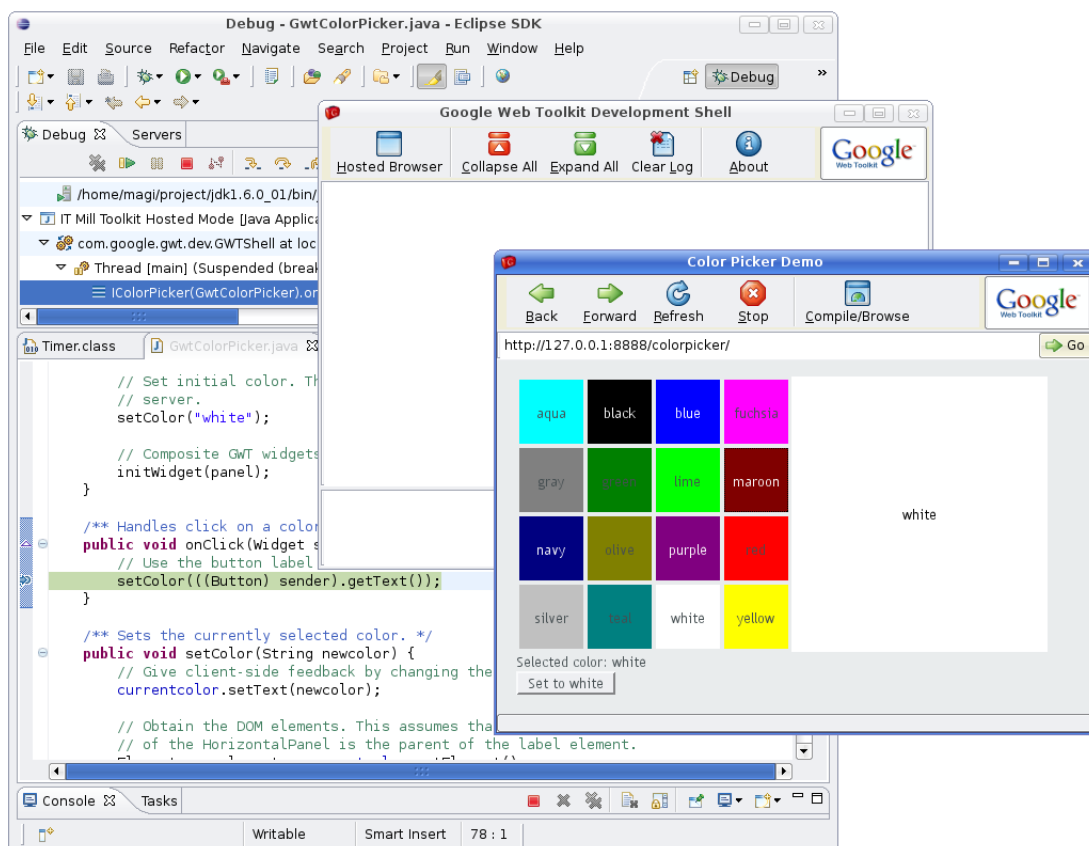 Debug - GwtColorPicker.java - Eclipse SDK
File Edit Source Refactor Navigate Search Project Run Window Help
Debug
»
Debug Servers
/home/magi/project/jdk1.6.0_01/bin/
IT Mill Toolkit Hosted Mode [Java Applica
com.google.gwt.dev.GWTShell at loc
Thread [main] (Suspended (brea
IColorPicker(GwtColorPicker).or
Timer.class GwtColorPicker.java
// Set initial color. Th
// server.
setColor("white");
// Composite GWT widgets
initWidget(panel);
}
/** Handles click on a color
public void onClick(Widget s
// Use the button label
setColor(((Button) sender).getText());
}
/** Sets the currently selected color. */
public void setColor(String newcolor) {
// Give client-side feedback by changing the
currentcolor.setText(newcolor);
// Obtain the DOM elements. This assumes tha
// of the HorizontalPanel is the parent of the label element.
Console Tasks
Writable Smart Insert 78 : 1
Google Web Toolkit Development Shell
Hosted Browser Collapse All Expand All Clear Log About
Google
Web Toolkit
Color Picker Demo
Back Forward Refresh Stop Compile/Browse
Google
Web Toolkit
http://127.0.0.1:8888/colorpicker/ Go
aqua black blue fuchsia
gray green lime maroon
navy olive purple red
silver teal white yellow
white
Selected color: white
Set to white